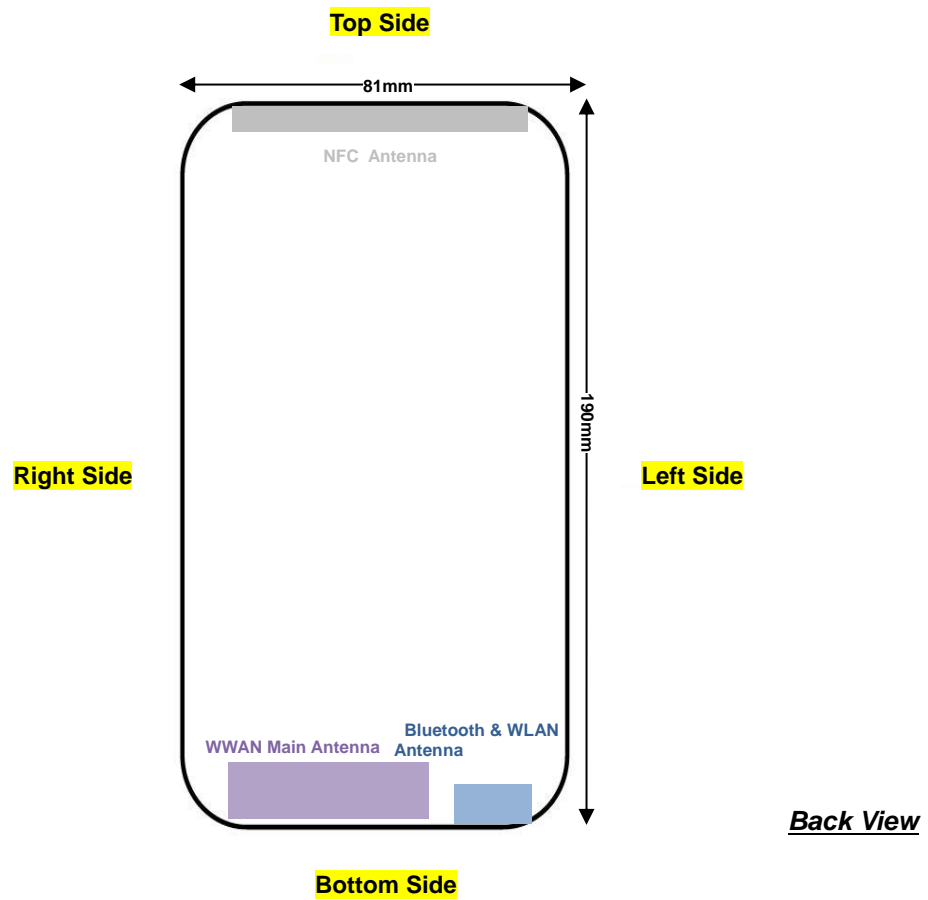 Top Side
81mm
NFC Antenna
190mm
Right Side
Left Side
Bluetooth & WLAN
Antenna
WWAN Main Antenna
Back View
Bottom Side